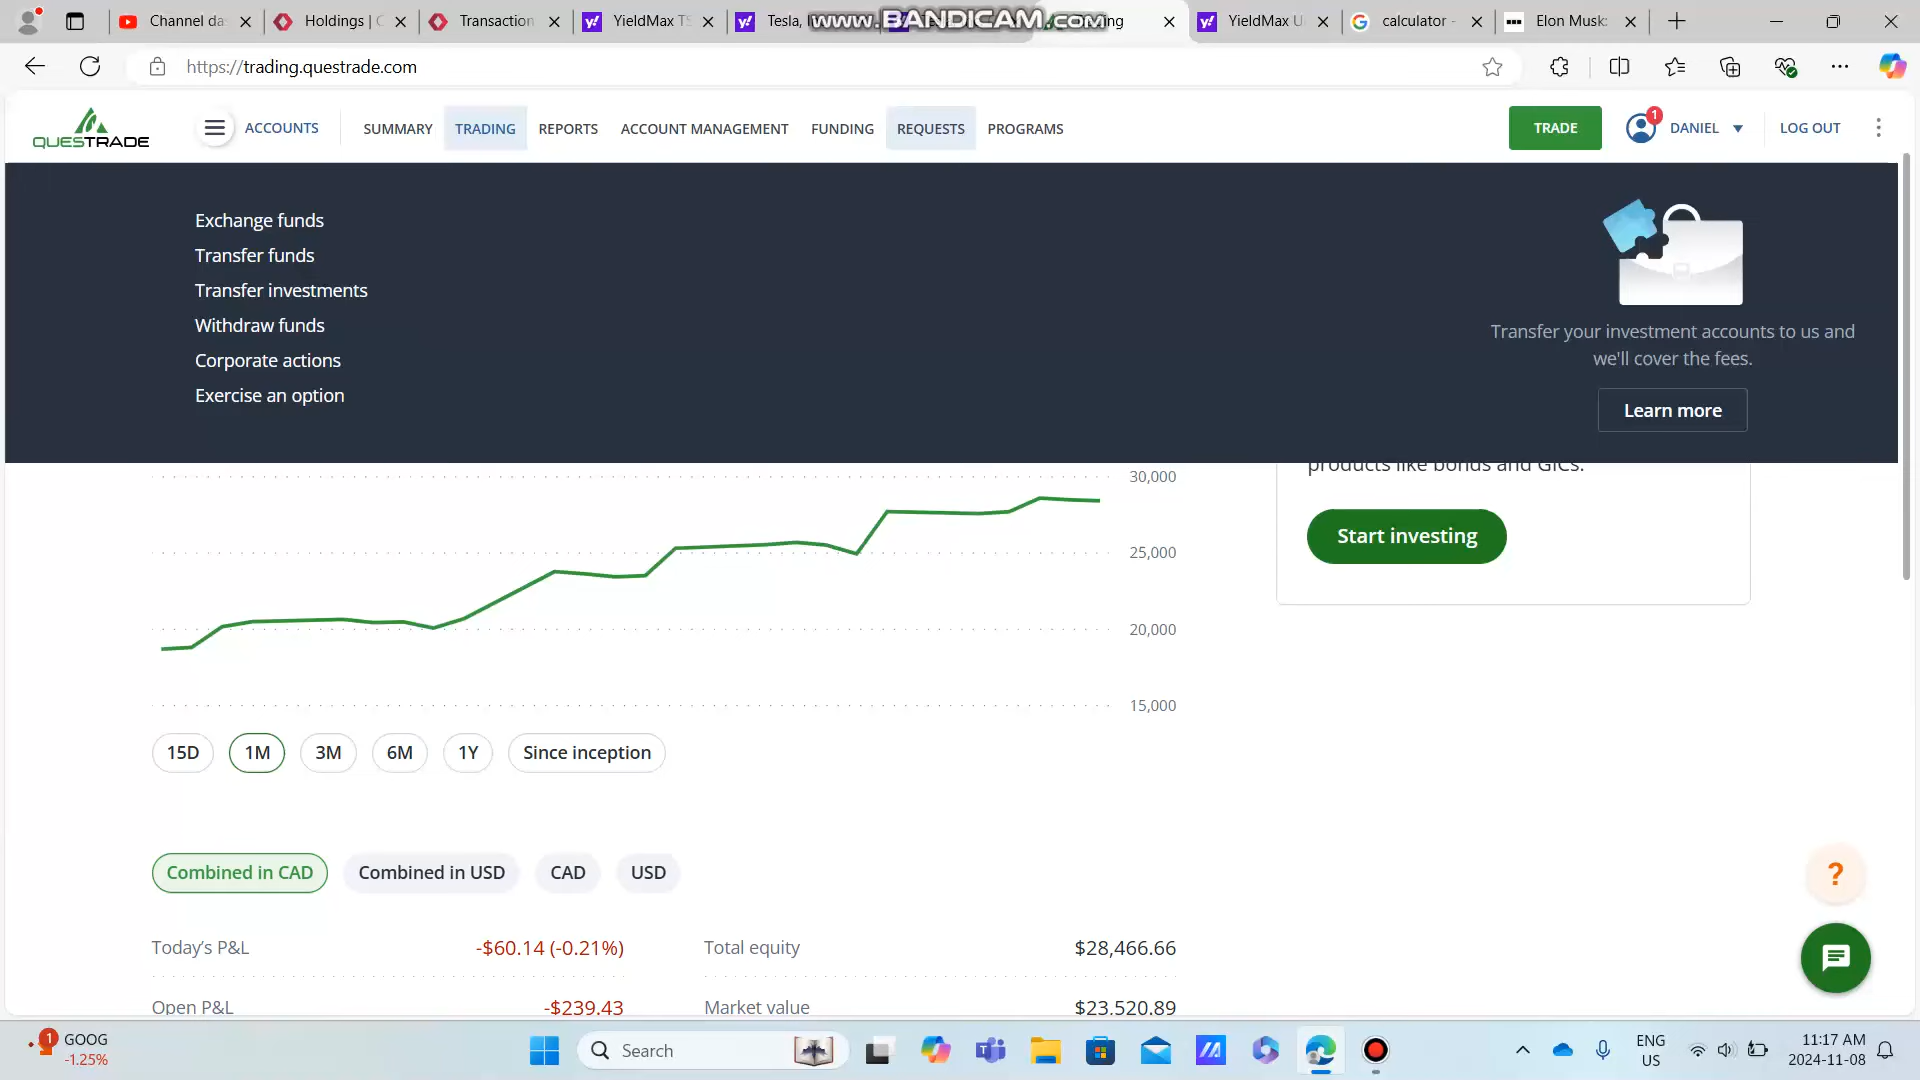 Channel da
Holdings | C
Transaction
YieldMax TS
Tesla, I
www.BANDICAM.com
YieldMax U
calculator -
Elon Musk:
https://trading.questrade.com
QUESTRADE
ACCOUNTS
SUMMARY
TRADING
REPORTS
ACCOUNT MANAGEMENT
FUNDING
REQUESTS
PROGRAMS
TRADE
1
DANIEL
LOG OUT
Exchange funds
Transfer funds
Transfer investments
Withdraw funds
Corporate actions
Exercise an option
Transfer your investment accounts to us and
we'll cover the fees.
Learn more
products like bonds and GICs.
Start investing
30,000
25,000
20,000
15,000
15D
1M
3M
6M
1Y
Since inception
Combined in CAD
Combined in USD
CAD
USD
Today's P&L
-$60.14 (-0.21%)
Total equity
$28,466.66
Open P&L
-$239.43
Market value
$23,520.89
?
1
GOOG
-1.25%
Search
ENG
US
11:17 AM
2024-11-08